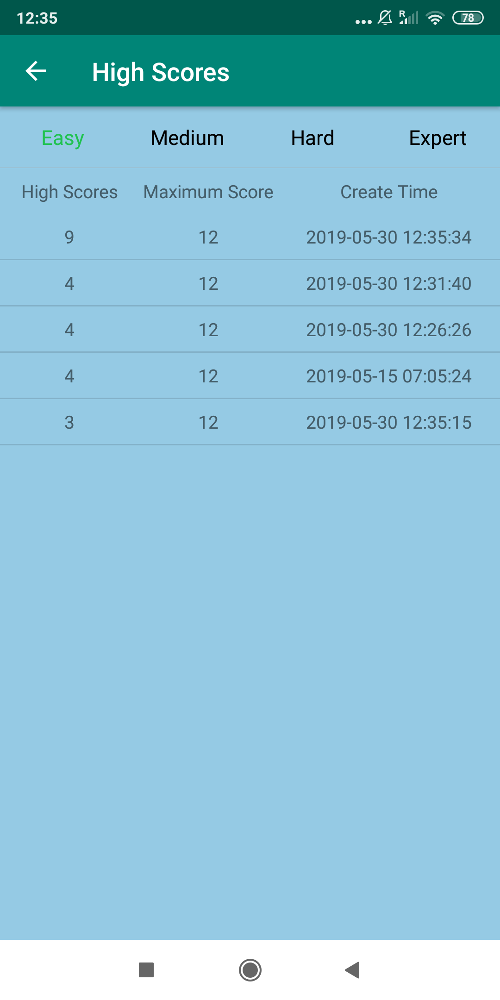 12:35 R 78
High Scores
Easy Medium Hard Expert
High Scores Maximum Score Create Time
9 12 2019-05-30 12:35:34
4 12 2019-05-30 12:31:40
4 12 2019-05-30 12:26:26
4 12 2019-05-15 07:05:24
3 12 2019-05-30 12:35:15